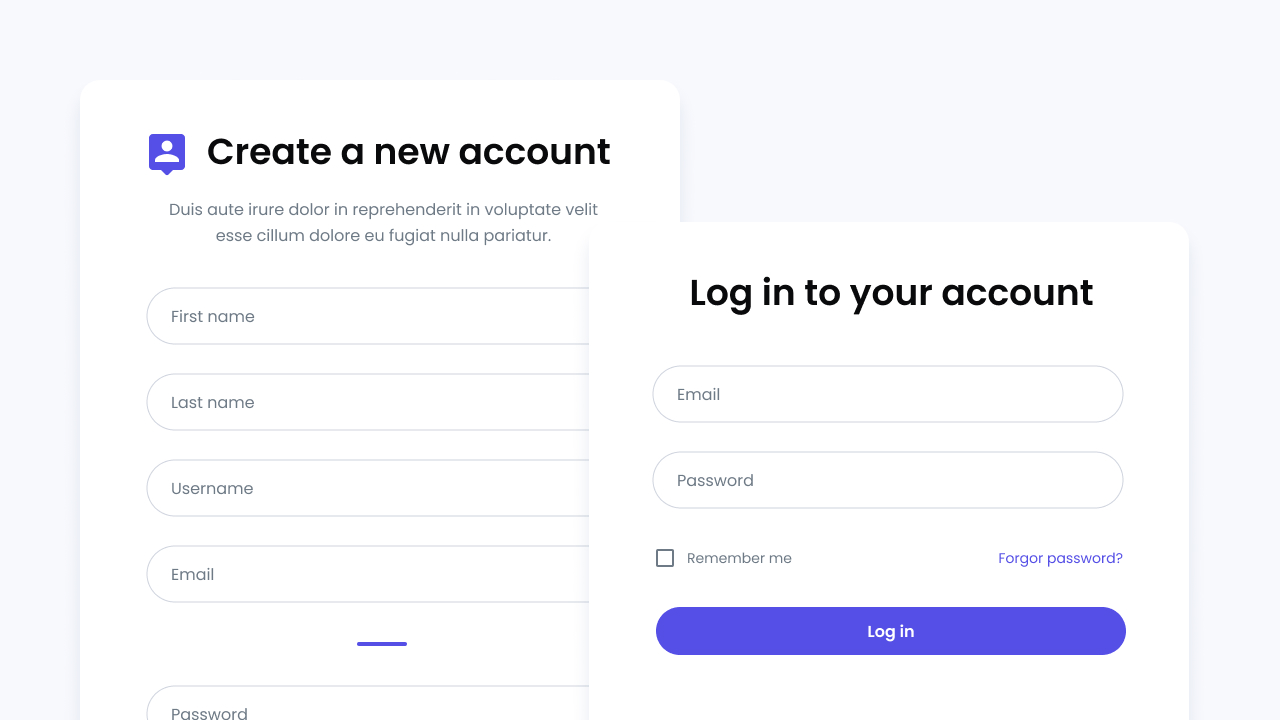 Create a new account
Duis aute irure dolor in reprehenderit in voluptate velit
esse cillum dolore eu fugiat nulla pariatur.
First name
Last name
Username
Email
Password
Log in to your account
Email
Password
Remember me
Forgor password?
Log in